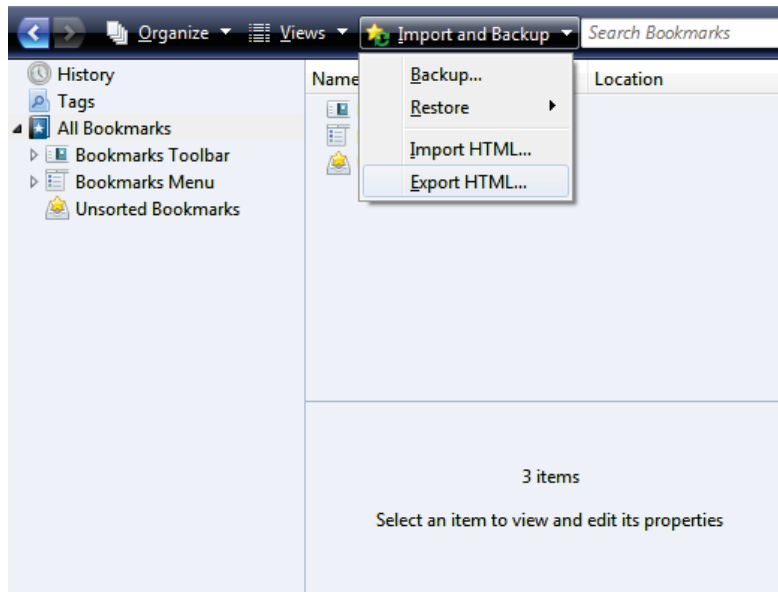 Organize Views Import and Backup Search Bookmarks
History
Tags
All Bookmarks
Bookmarks Toolbar
Bookmarks Menu
Unsorted Bookmarks
Name Location
Backup...
Restore
Import HTML...
Export HTML...
3 items
Select an item to view and edit its properties